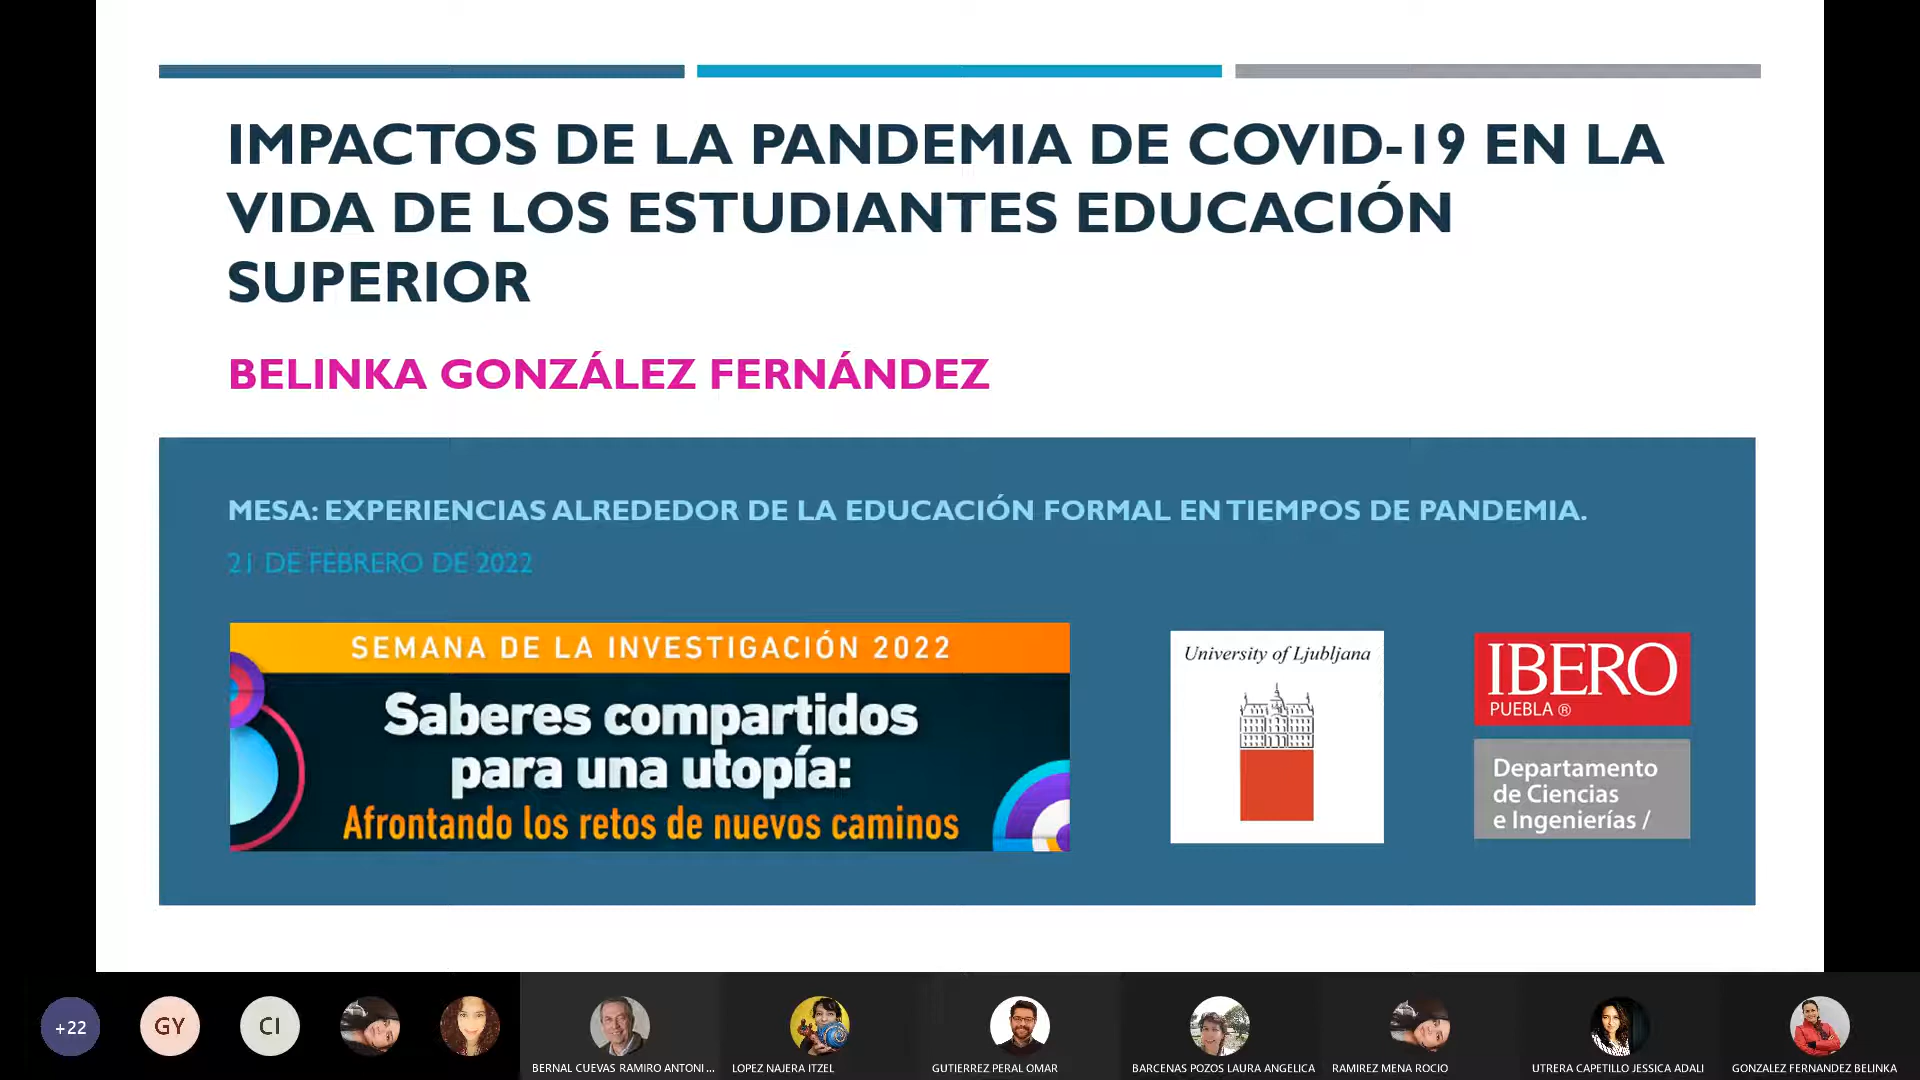 IMPACTOS DE LA PANDEMIA DE COVID-19 EN LA
VIDA DE LOS ESTUDIANTES EDUCACIÓN
SUPERIOR
BELINKA GONZÁLEZ FERNÁNDEZ
MESA: EXPERIENCIAS ALREDEDOR DE LA EDUCACIÓN FORMAL EN TIEMPOS DE PANDEMIA.
21 DE FEBRERO DE 2022
SEMANA DE LA INVESTIGACIÓN 2022
Saberes compartidos
para una utopía:
Afrontando los retos de nuevos caminos
University of Ljubljana
IBERO
PUEBLA ®
Departamento
de Ciencias
e Ingenierías /
+22
GY
CI
BERNAL CUEVAS RAMIRO ANTONI ...
LOPEZ NAJERA ITZEL
GUTIERREZ PERAL OMAR
BARCENAS POZOS LAURA ANGELICA
RAMIREZ MENA ROCIO
UTRERA CAPETILLO JESSICA ADALI
GONZALEZ FERNANDEZ BELINKA